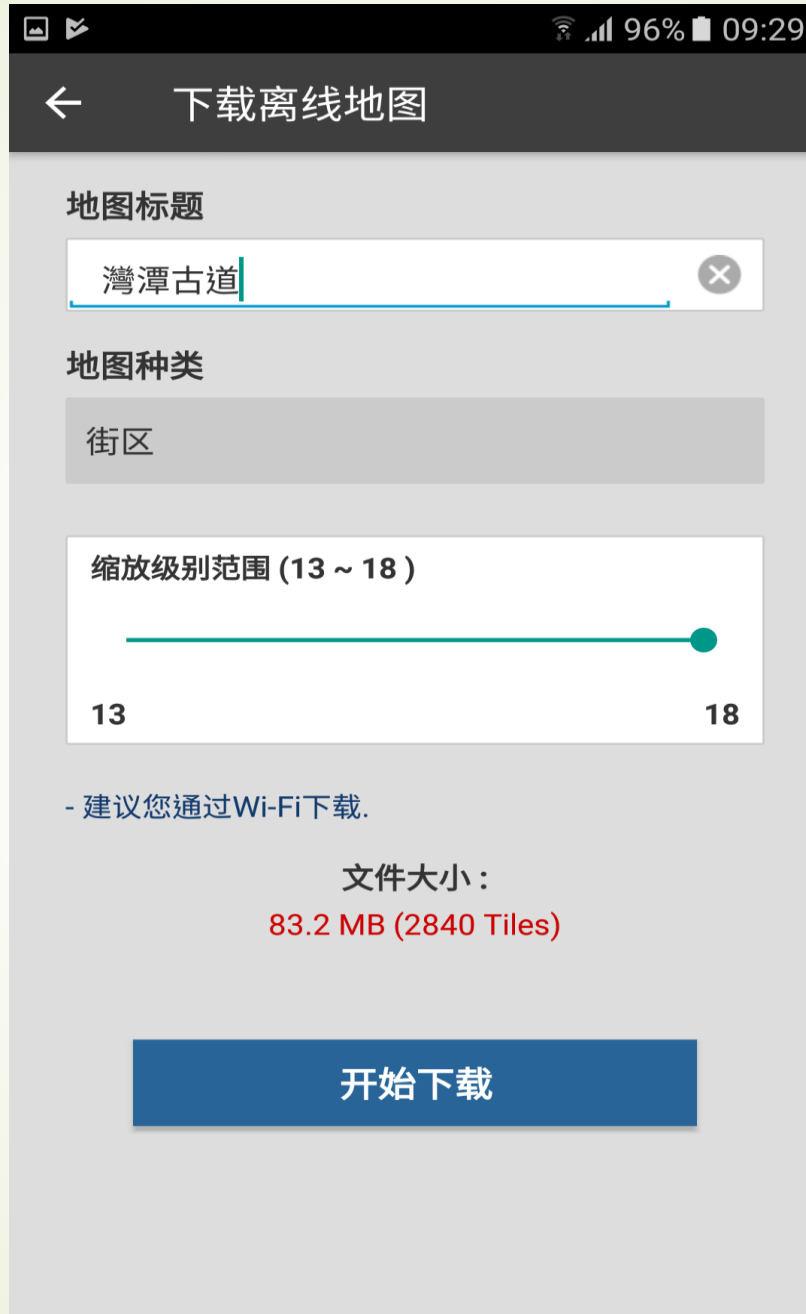 96% 09:29
下载离线地图
地图标题
灣潭古道
地图种类
街区
缩放级别范围 (13 ~ 18 )
13 18
- 建议您通过Wi-Fi下载.
文件大小 :
83.2 MB (2840 Tiles)
开始下载